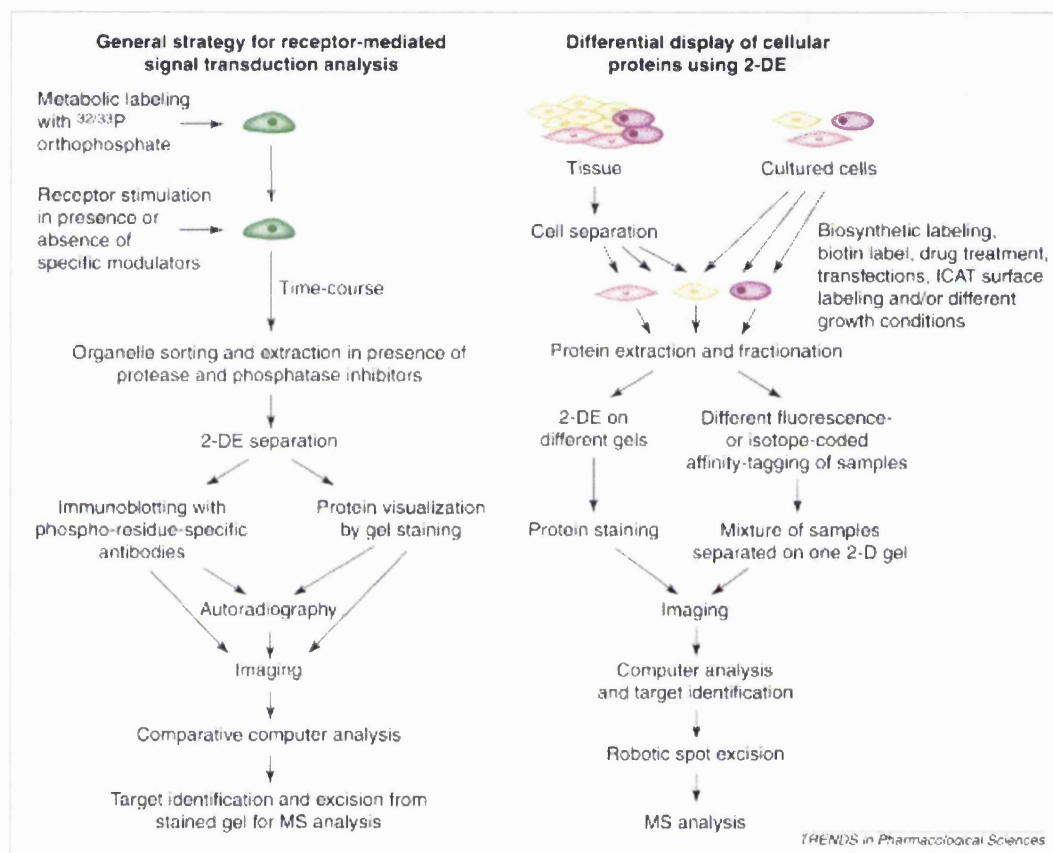 General strategy for receptor-mediated
signal transduction analysis
Metabolic labeling
with 32/33P
orthophosphate
Receptor stimulation
in presence or
absence of
specific modulators
Time-course
Organelle sorting and extraction in presence of
protease and phosphatase inhibitors
2-DE separation
Immunoblotting with
phospho-residue-specific
antibodies
Protein visualization
by gel staining
Autoradiography
Imaging
Comparative computer analysis
Target identification and excision from
stained gel for MS analysis
Differential display of cellular
proteins using 2-DE
Tissue
Cultured cells
Cell separation
Biosynthetic labeling,
biotin label, drug treatment,
transfections, ICAT surface
labeling and/or different
growth conditions
Protein extraction and fractionation
2-DE on
different gels
Different fluorescence-
or isotope-coded
affinity-tagging of samples
Protein staining
Mixture of samples
separated on one 2-D gel
Imaging
Computer analysis
and target identification
Robotic spot excision
MS analysis
TRENDS in Pharmacological Sciences